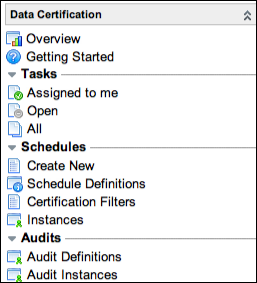 Data Certification
Overview
Getting Started
Tasks
Assigned to me
Open
All
Schedules
Create New
Schedule Definitions
Certification Filters
Instances
Audits
Audit Definitions
Audit Instances